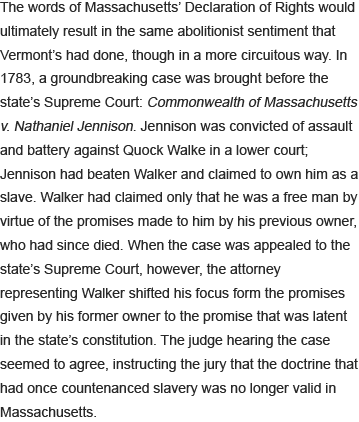 The words of Massachusetts’ Declaration of Rights would
ultimately result in the same abolitionist sentiment that
Vermont’s had done, though in a more circuitous way. In
1783, a groundbreaking case was brought before the
state’s Supreme Court: Commonwealth of Massachusetts
v. Nathaniel Jennison. Jennison was convicted of assault
and battery against Quock Walke in a lower court;
Jennison had beaten Walker and claimed to own him as a
slave. Walker had claimed only that he was a free man by
virtue of the promises made to him by his previous owner,
who had since died. When the case was appealed to the
state’s Supreme Court, however, the attorney
representing Walker shifted his focus form the promises
given by his former owner to the promise that was latent
in the state’s constitution. The judge hearing the case
seemed to agree, instructing the jury that the doctrine that
had once countenanced slavery was no longer valid in
Massachusetts.